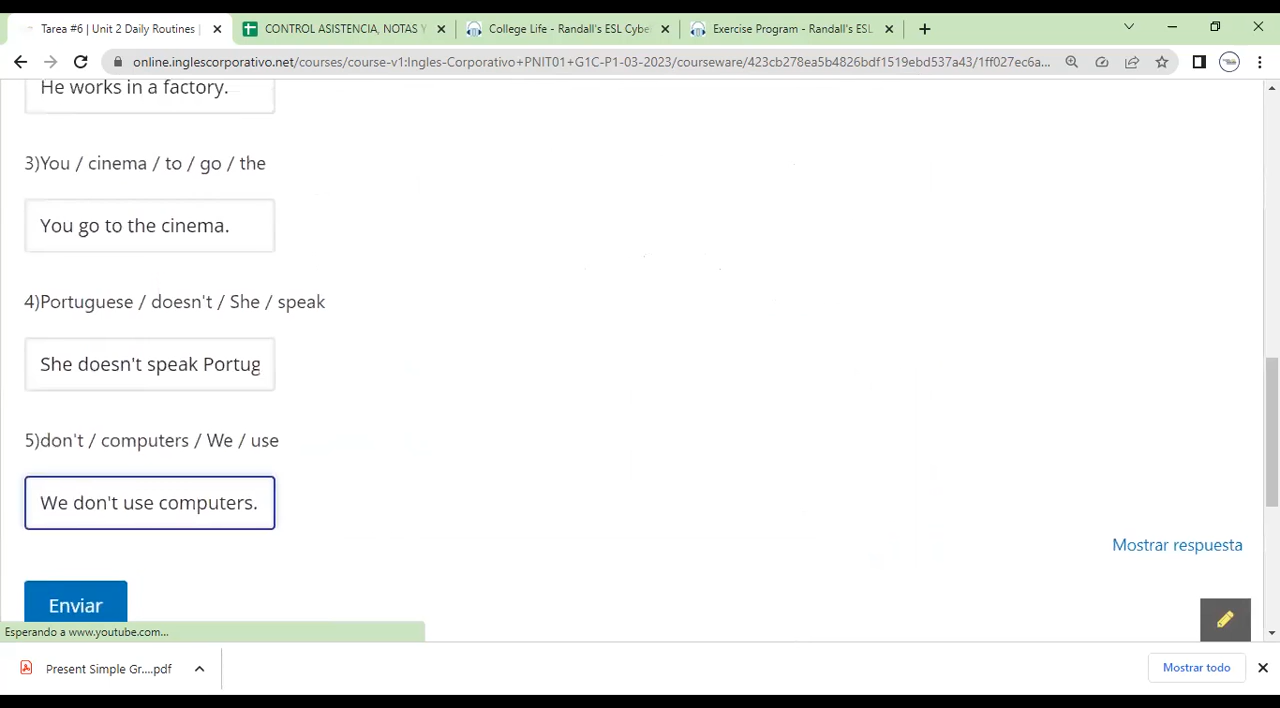 Tarea #6 | Unit 2 Daily Routines |
CONTROL ASISTENCIA, NOTAS Y
College Life - Randall's ESL Cybe
Exercise Program - Randall's ESL
online.inglescorporativo.net/courses/course-v1:Ingles-Corporativo+PNIT01+G1C-P1-03-2023/courseware/423cb278ea5b4826bdf1519ebd537a43/1ff027ec6a...
He works in a factory.
3)You / cinema / to / go / the
You go to the cinema.
4)Portuguese / doesn't / She / speak
She doesn't speak Portug
5)don't / computers / We / use
We don't use computers.
Mostrar respuesta
Enviar
Esperando a www.youtube.com...
Present Simple Gr....pdf
Mostrar todo